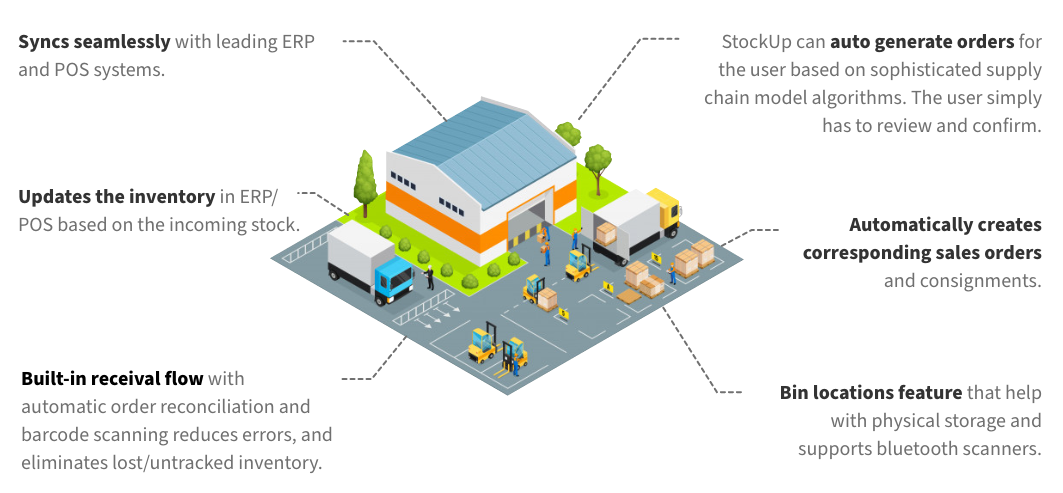 Syncs seamlessly with leading ERP
and POS systems.
StockUp can auto generate orders for
the user based on sophisticated supply
chain model algorithms. The user simply
has to review and confirm.
Updates the inventory in ERP/
POS based on the incoming stock.
Automatically creates
corresponding sales orders
and consignments.
Built-in receival flow with
automatic order reconciliation and
barcode scanning reduces errors, and
eliminates lost/untracked inventory.
Bin locations feature that help
with physical storage and
supports bluetooth scanners.